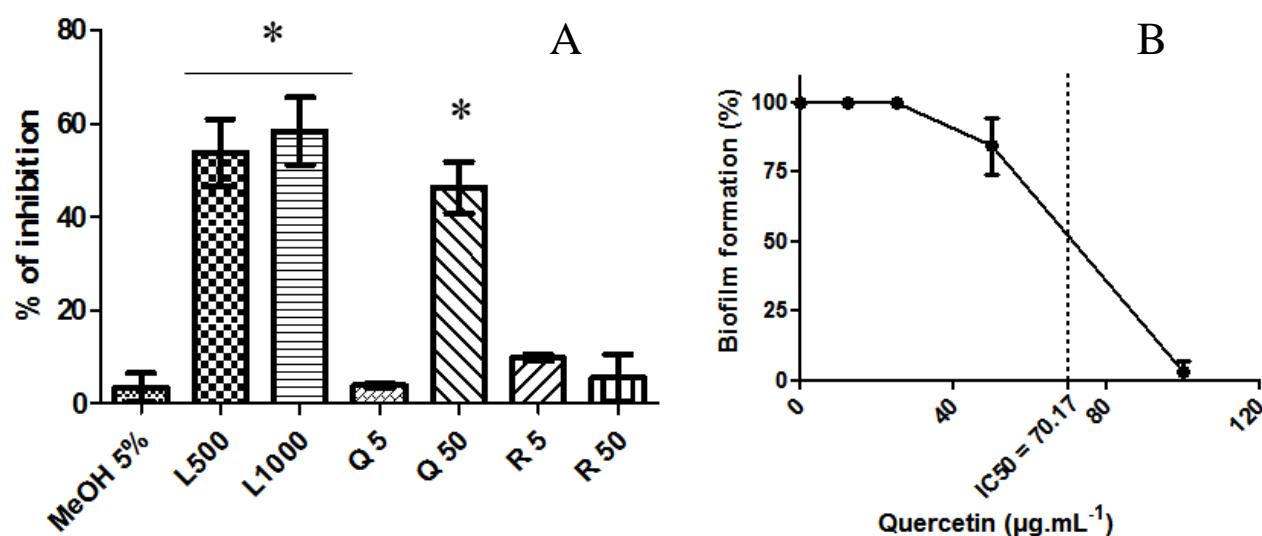 A
% of inhibition
80
60
40
20
0
*
*
MeOH 5%
L500
L1000
Q 5
Q 50
R 5
R 50
B
Biofilm formation (%)
100
75
50
25
0
0
40
IC50 = 70.17
80
120
Quercetin (µg.mL⁻¹)